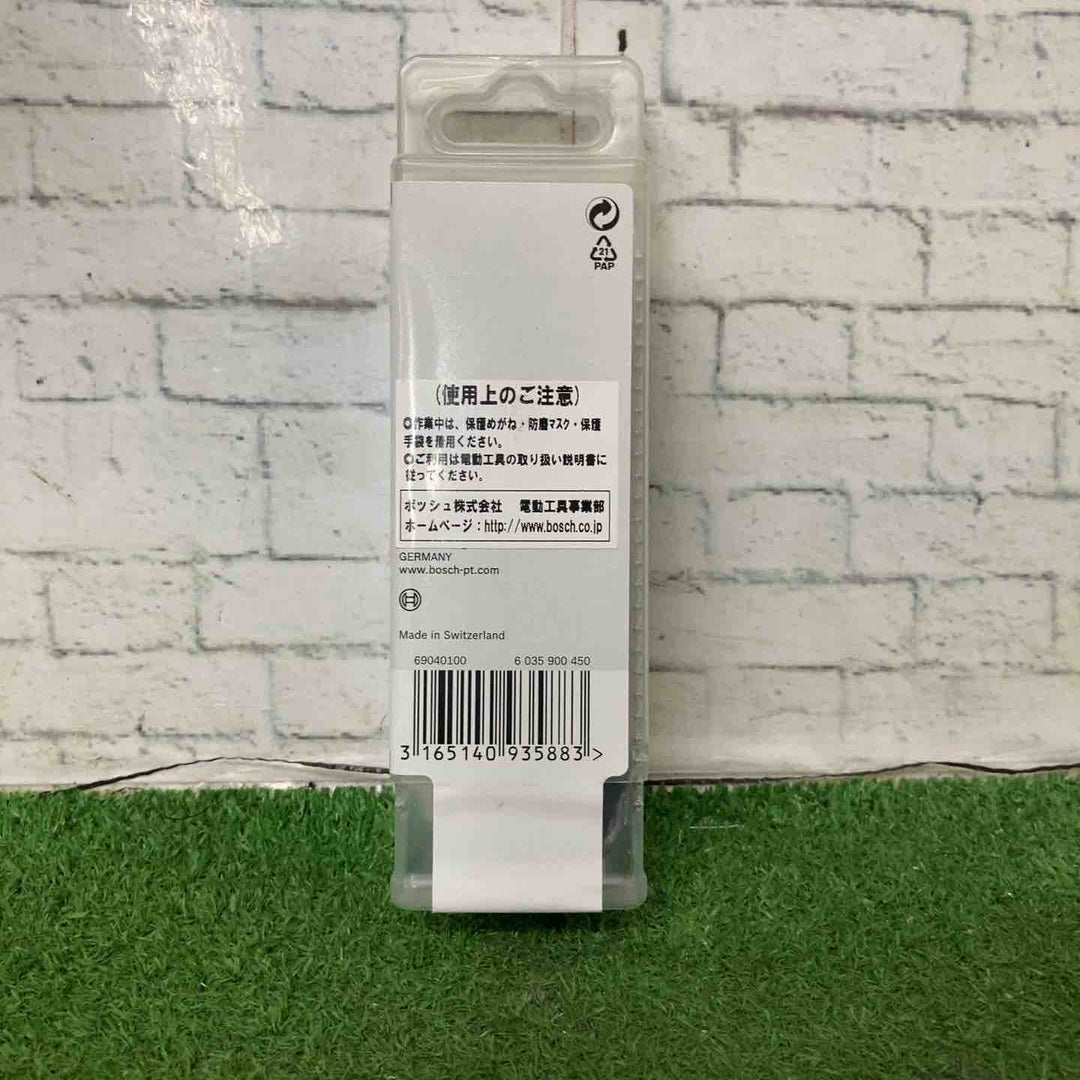 21
PAP
(使用上のご注意)
◎作業中は、保護めがね・防塵マスク・保護
手袋を着用ください。
◎ご利用は電動工具の取り扱い説明書に
従ってください。
ボッシュ株式会社 電動工具事業部
ホームページ:http://www.bosch.co.jp
GERMANY
www.bosch-pt.com
Made in Switzerland
69040100 6 035 900 450
3 165140 935883 >